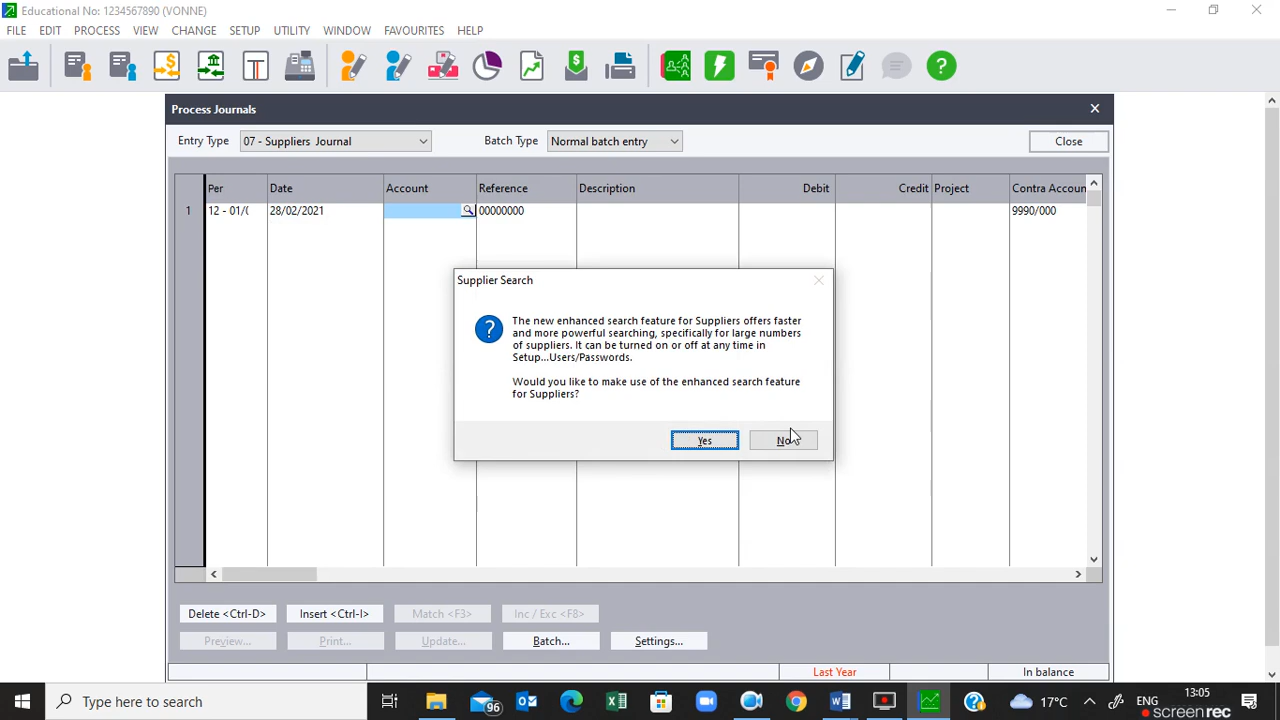 Educational No: 1234567890 (VONNE)
FILE EDIT PROCESS VIEW CHANGE SETUP UTILITY WINDOW FAVOURITES HELP
Process Journals
Entry Type 07 - Suppliers Journal Batch Type Normal batch entry Close
Per Date Account Reference Description Debit Credit Project Contra Accoun
1 12 - 01/( 28/02/2021 00000000 9990/000
Supplier Search
The new enhanced search feature for Suppliers offers faster
and more powerful searching, specifically for large numbers
of suppliers. It can be turned on or off at any time in
Setup...Users/Passwords.
Would you like to make use of the enhanced search feature
for Suppliers?
Yes No
Delete <Ctrl-D> Insert <Ctrl-I> Match <F3> Inc / Exc <F8>
Preview... Print... Update... Batch... Settings...
Last Year In balance
Type here to search 96 17°C ENG 13:05
screenrec